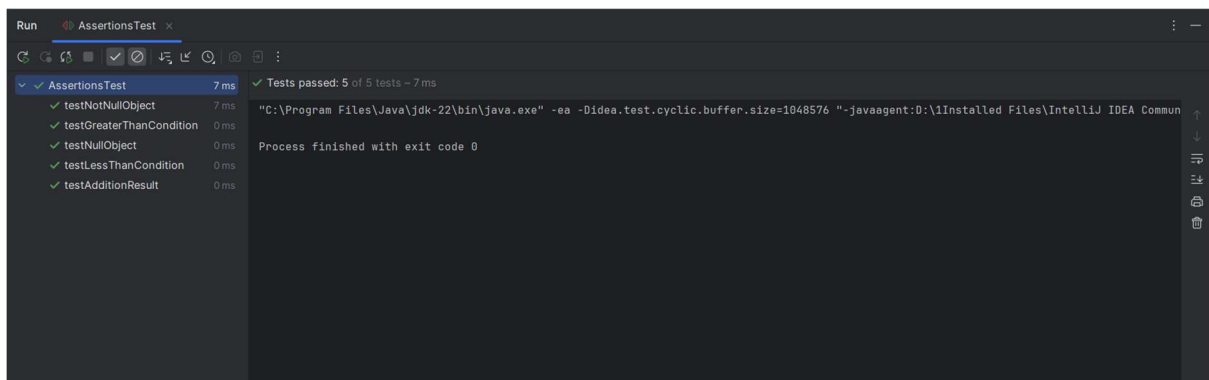 Run AssertionsTest
AssertionsTest 7 ms
testNotNullObject 7 ms
testGreaterThanCondition 0 ms
testNullObject 0 ms
testLessThanCondition 0 ms
testAdditionResult 0 ms
Tests passed: 5 of 5 tests – 7 ms
"C:\Program Files\Java\jdk-22\bin\java.exe" -ea -Didea.test.cyclic.buffer.size=1048576 "-javaagent:D:\1Installed Files\IntelliJ IDEA Commun
Process finished with exit code 0